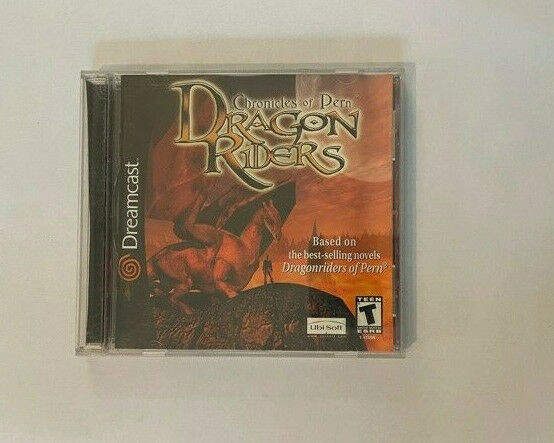 Chronicles of Pern
DRAGON
RIDERS
Dreamcast.
Based on
the best-selling novels
Dragonriders of Pern®
Ubi Soft
TEEN
T
ESRB